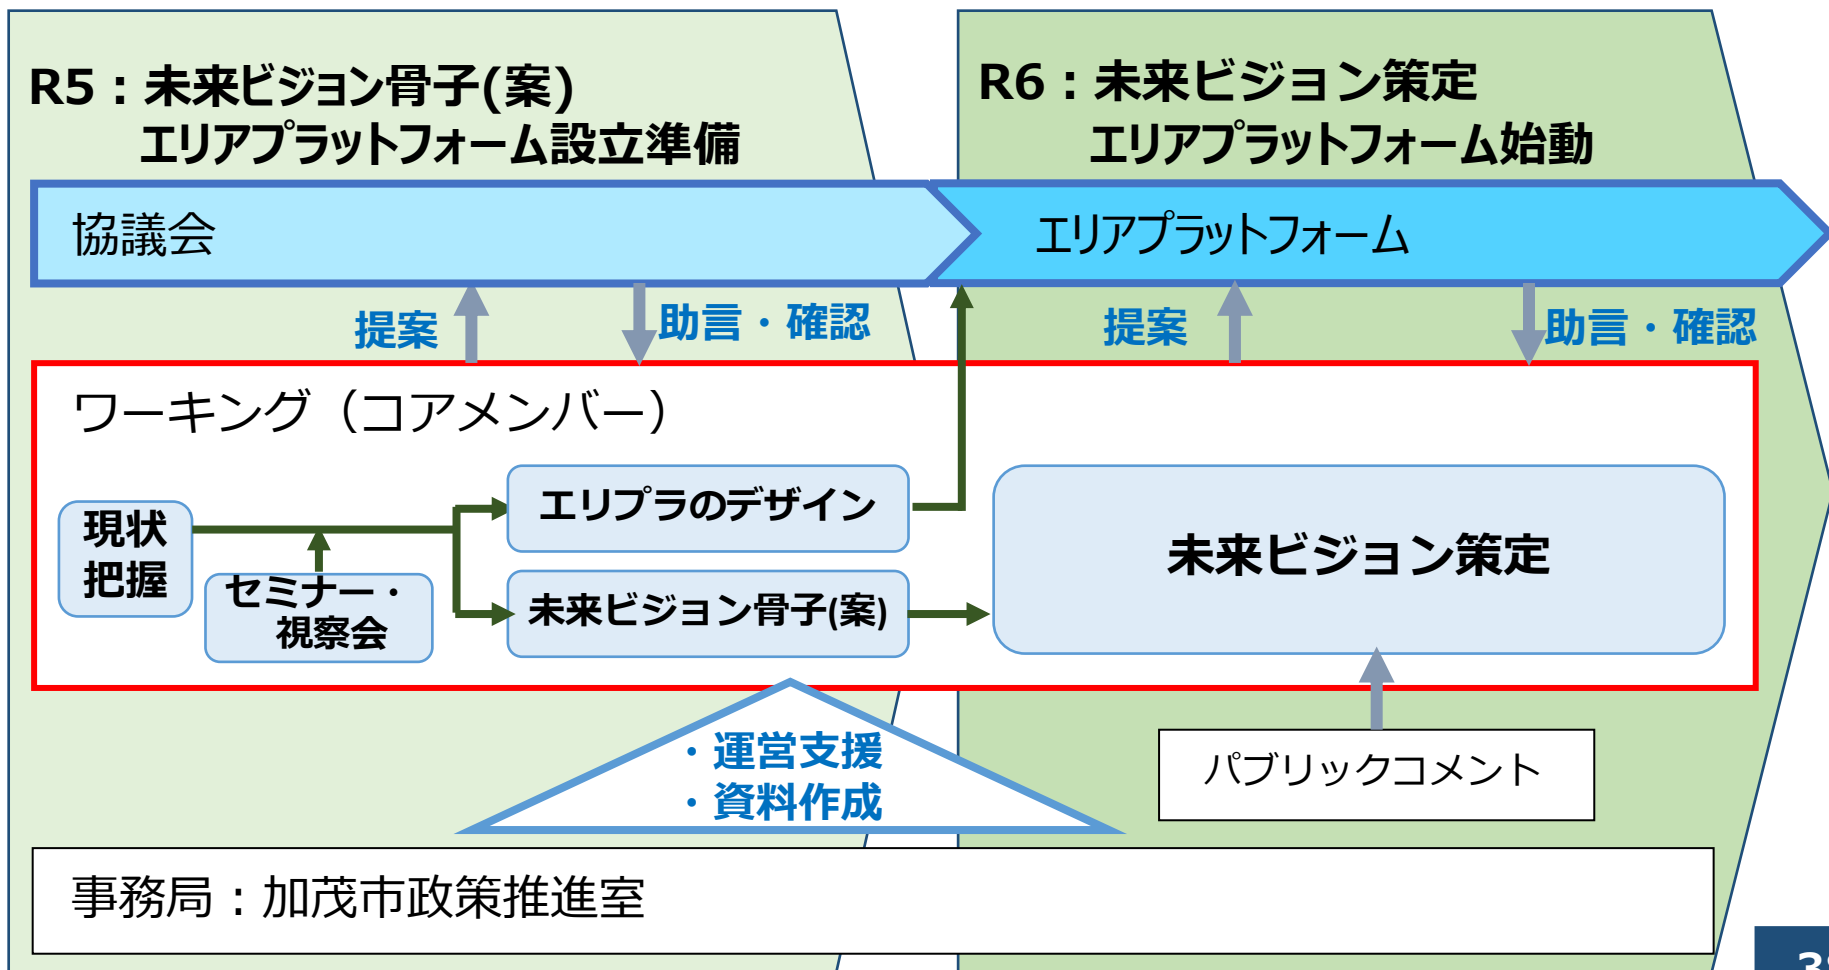 R5：未来ビジョン骨子(案)
エリアプラットフォーム設立準備
R6：未来ビジョン策定
エリアプラットフォーム始動
協議会
エリアプラットフォーム
提案
助言・確認
提案
助言・確認
ワーキング（コアメンバー）
現状
把握
セミナー・
視察会
エリプラのデザイン
未来ビジョン骨子(案)
未来ビジョン策定
・運営支援
・資料作成
パブリックコメント
事務局：加茂市政策推進室